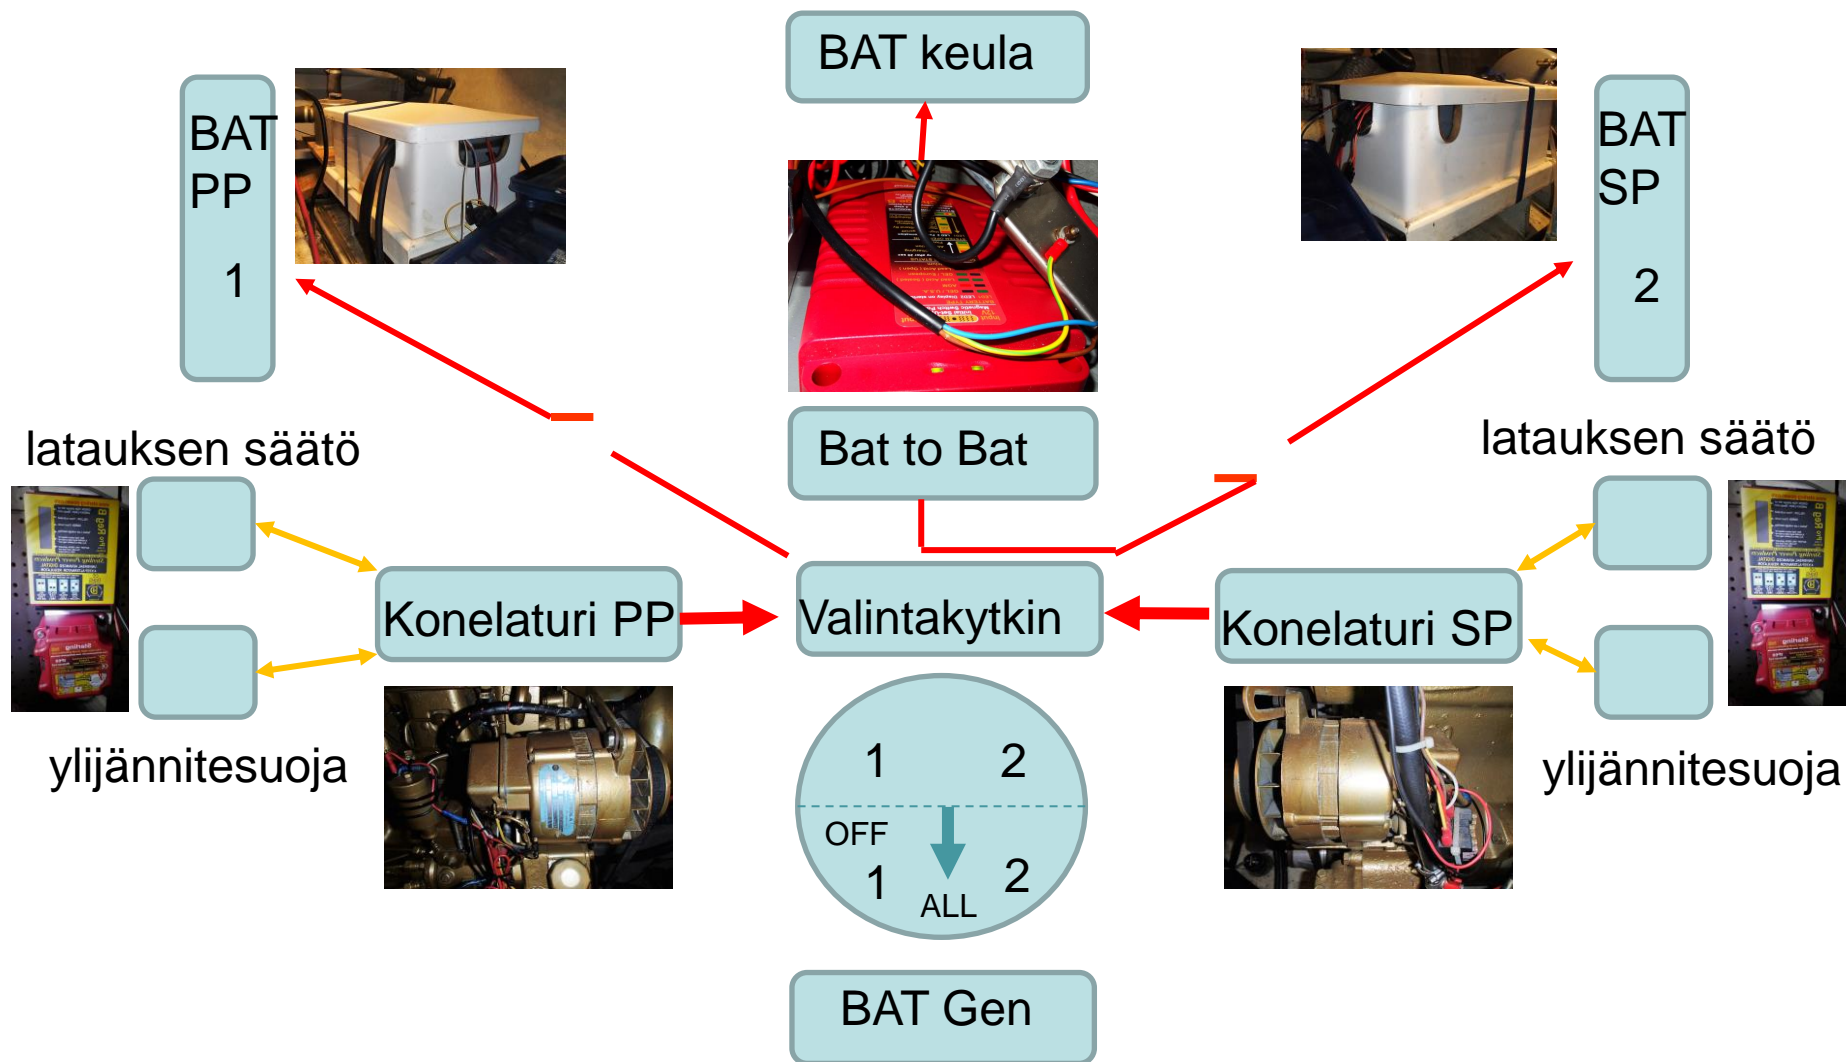 BAT keula
BAT
PP
1
BAT
SP
2
Bat to Bat
latauksen säätö
latauksen säätö
Konelaturi PP
Valintakytkin
Konelaturi SP
ylijännitesuoja
ylijännitesuoja
1 2
OFF
1 2
ALL
BAT Gen